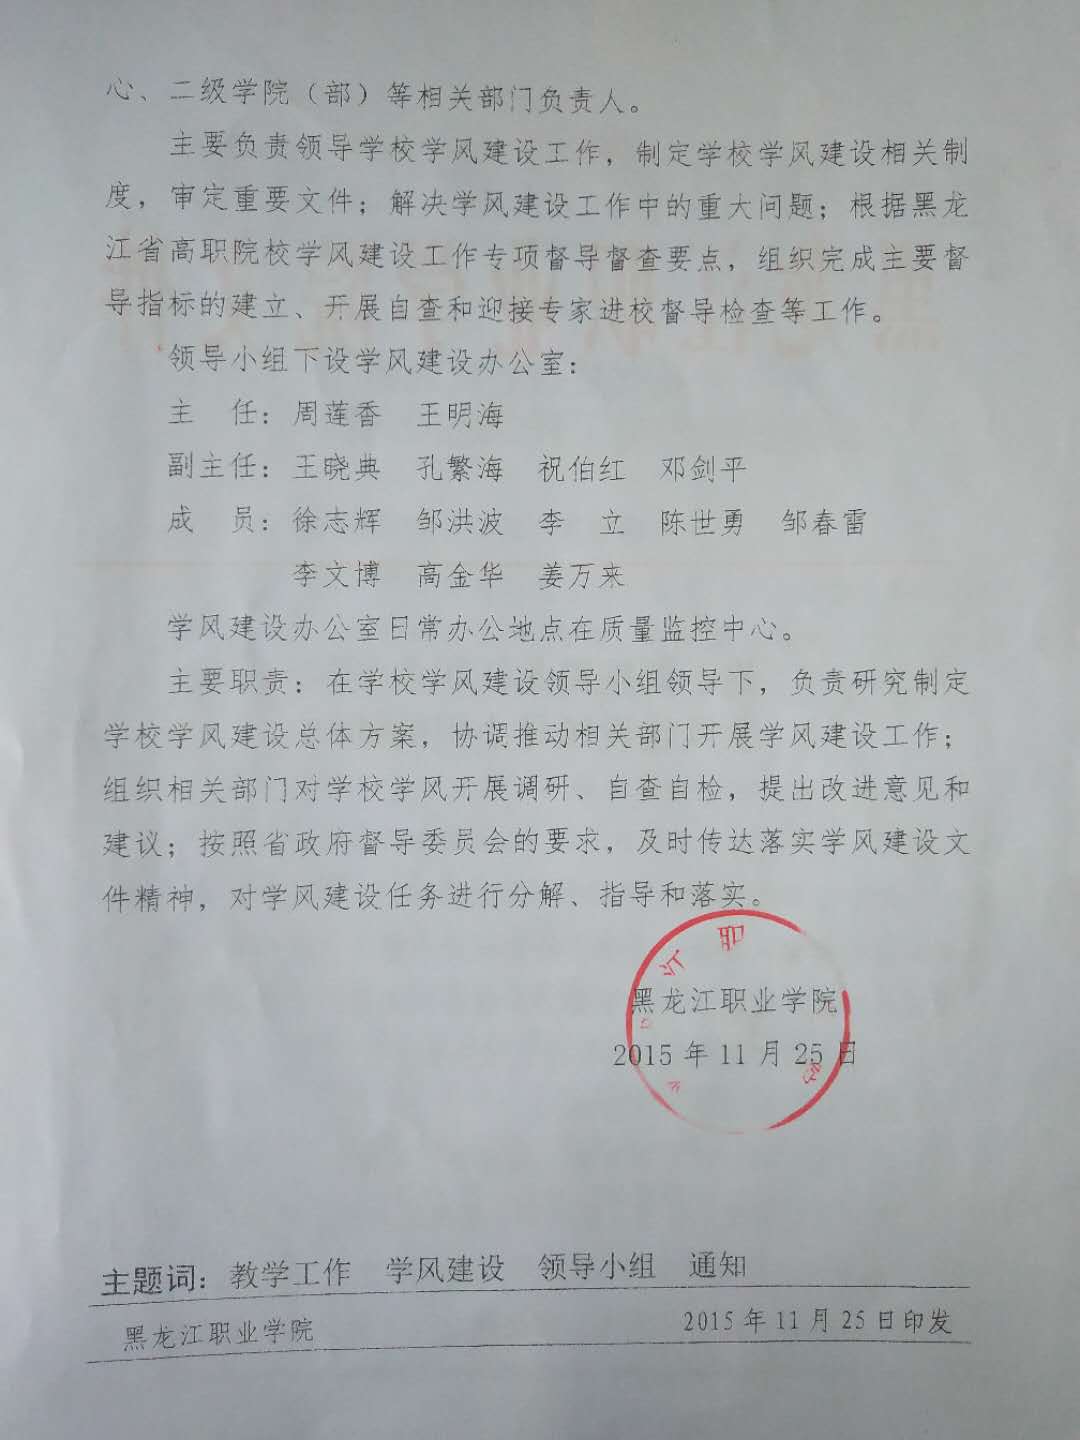 心、二级学院（部）等相关部门负责人。
主要负责领导学校学风建设工作，制定学校学风建设相关制
度，审定重要文件；解决学风建设工作中的重大问题；根据黑龙
江省高职院校学风建设工作专项督导督查要点，组织完成主要督
导指标的建立、开展自查和迎接专家进校督导检查等工作。
领导小组下设学风建设办公室：
主　任：周莲香　王明海
副主任：王晓典　孔繁海　祝伯红　邓剑平
成　员：徐志辉　邹洪波　李　立　陈世勇　邹春雷
李文博　高金华　姜万来
学风建设办公室日常办公地点在质量监控中心。
主要职责：在学校学风建设领导小组领导下，负责研究制定
学校学风建设总体方案，协调推动相关部门开展学风建设工作；
组织相关部门对学校学风开展调研、自查自检，提出改进意见和
建议；按照省政府督导委员会的要求，及时传达落实学风建设文
件精神，对学风建设任务进行分解、指导和落实。
江 职
黑龙江职业学院
2015 年 11 月 25 日
主题词：教学工作　学风建设　领导小组　通知
黑龙江职业学院　2015 年 11 月 25 日印发